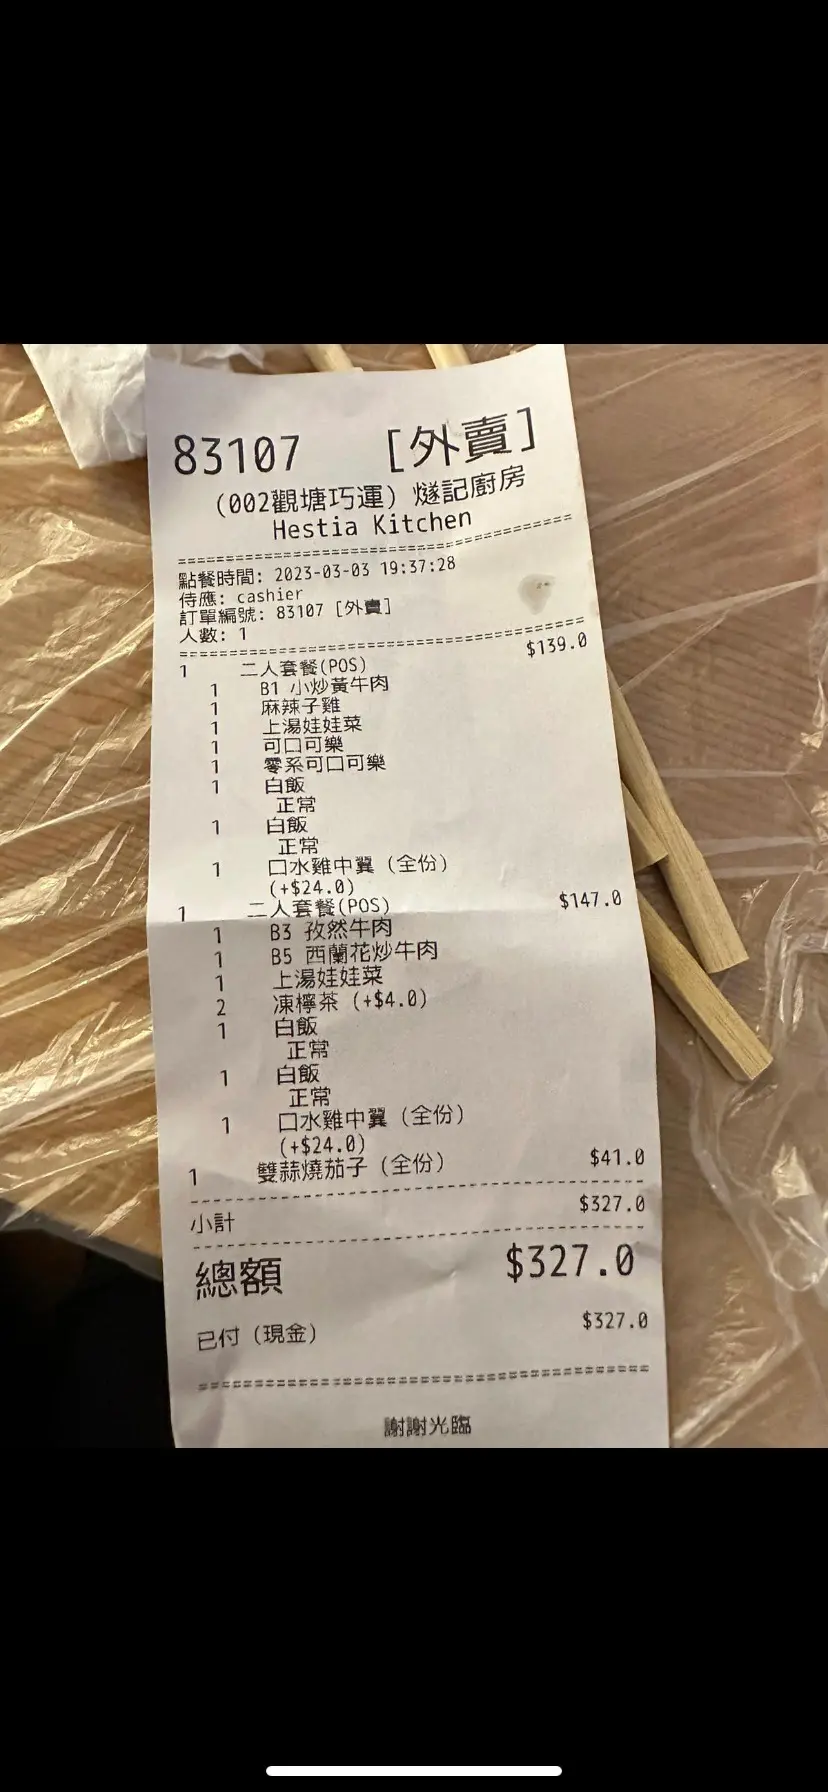 83107 [外賣]
(002觀塘巧運) 燧記廚房
Hestia Kitchen
點餐時間: 2023-03-03 19:37:28
侍應: cashier
訂單編號: 83107 [外賣]
人數: 1
1 二人套餐(POS) $139.0
1 B1 小炒黃牛肉
1 麻辣子雞
1 上湯娃娃菜
1 可口可樂
1 零系可口可樂
1 白飯
正常
1 白飯
正常
1 口水雞中翼 (全份)
(+$24.0)
1 二人套餐(POS) $147.0
1 B3 孜然牛肉
1 B5 西蘭花炒牛肉
1 上湯娃娃菜
2 凍檸茶 (+$4.0)
1 白飯
正常
1 白飯
正常
1 口水雞中翼 (全份)
(+$24.0)
1 雙蒜燒茄子 (全份) $41.0
小計 $327.0
總額 $327.0
已付 (現金) $327.0
謝謝光臨